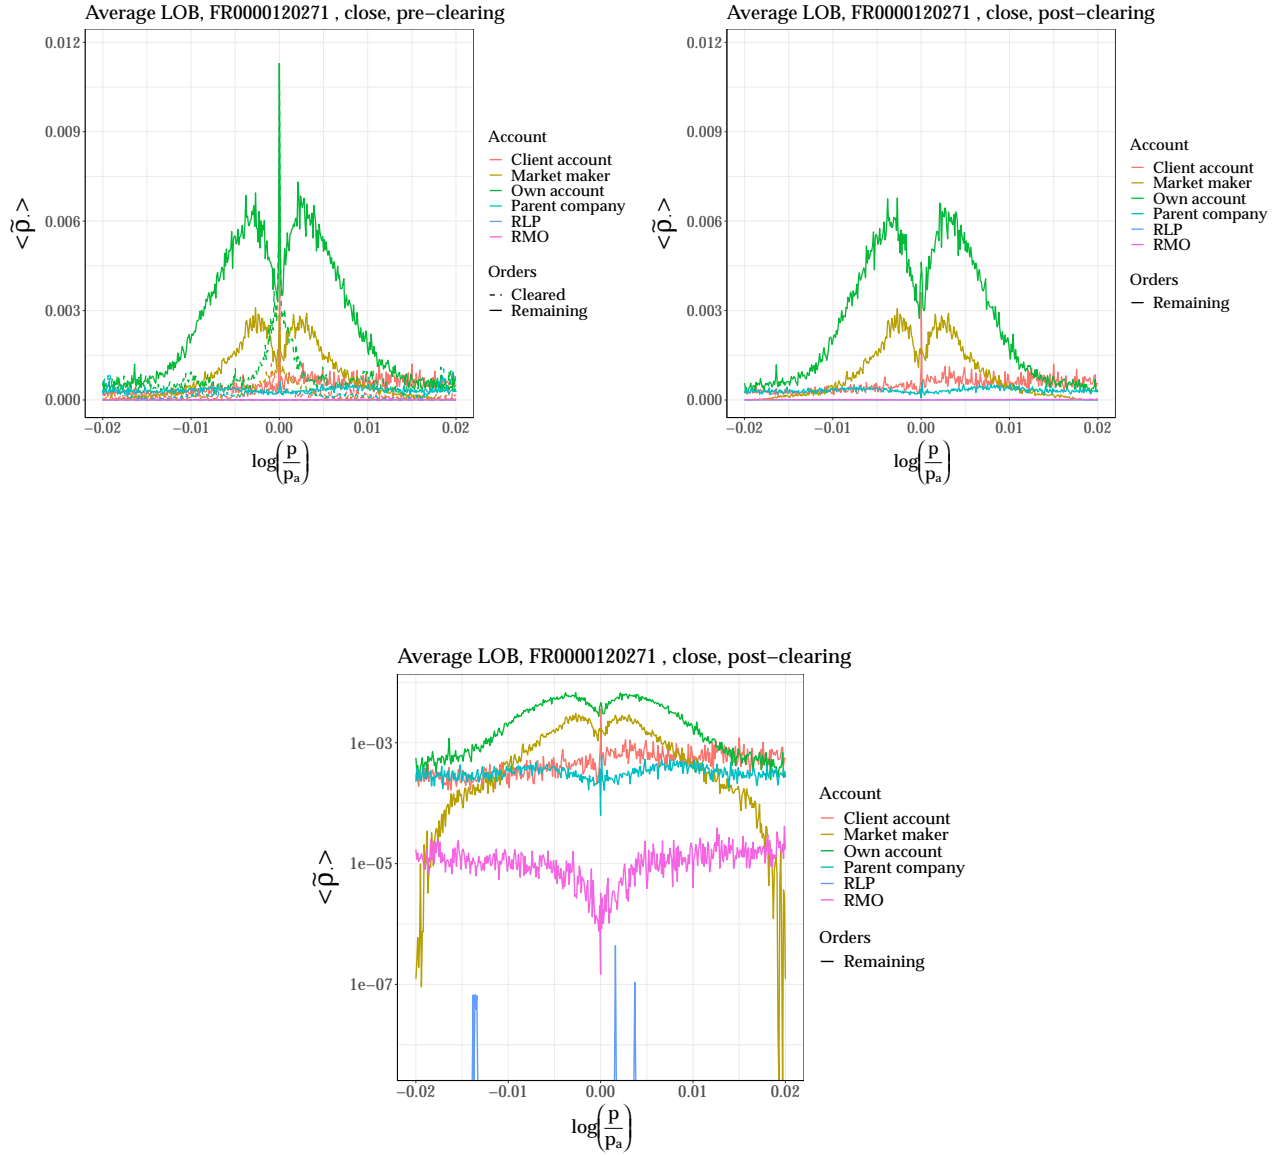 Average LOB, FR0000120271 , close, pre−clearing
0.012
0.009
0.006
0.003
0.000
<ρ̃.>
−0.02 −0.01 0.00 0.01 0.02
log(p/pa)
Account
Client account
Market maker
Own account
Parent company
RLP
RMO
Orders
Cleared
Remaining
Average LOB, FR0000120271 , close, post−clearing
0.012
0.009
0.006
0.003
0.000
<ρ̃.>
−0.02 −0.01 0.00 0.01 0.02
log(p/pa)
Account
Client account
Market maker
Own account
Parent company
RLP
RMO
Orders
Remaining
Average LOB, FR0000120271 , close, post−clearing
1e−03
1e−05
1e−07
<ρ̃.>
−0.02 −0.01 0.00 0.01 0.02
log(p/pa)
Account
Client account
Market maker
Own account
Parent company
RLP
RMO
Orders
Remaining